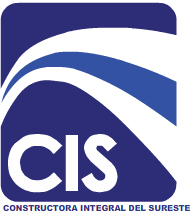 CIS
CONSTRUCTORA INTEGRAL DEL SURESTE